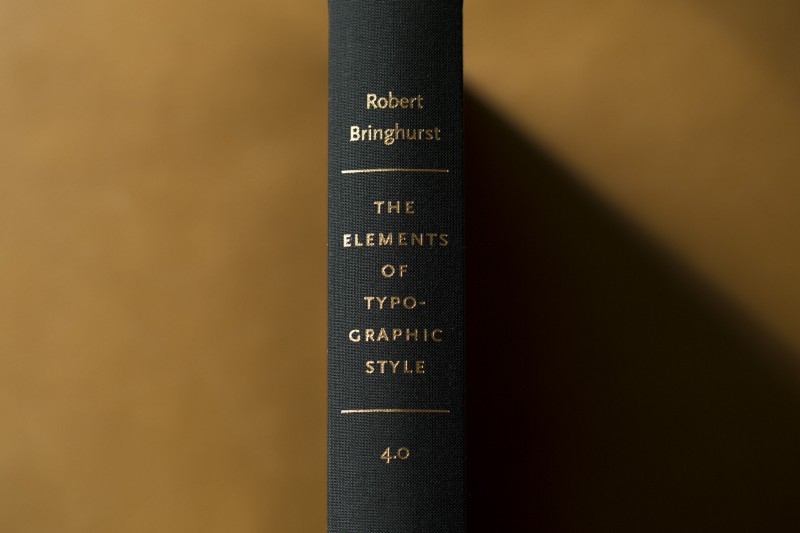 Robert
Bringhurst
THE
ELEMENTS
OF
TYPO-
GRAPHIC
STYLE
4.0